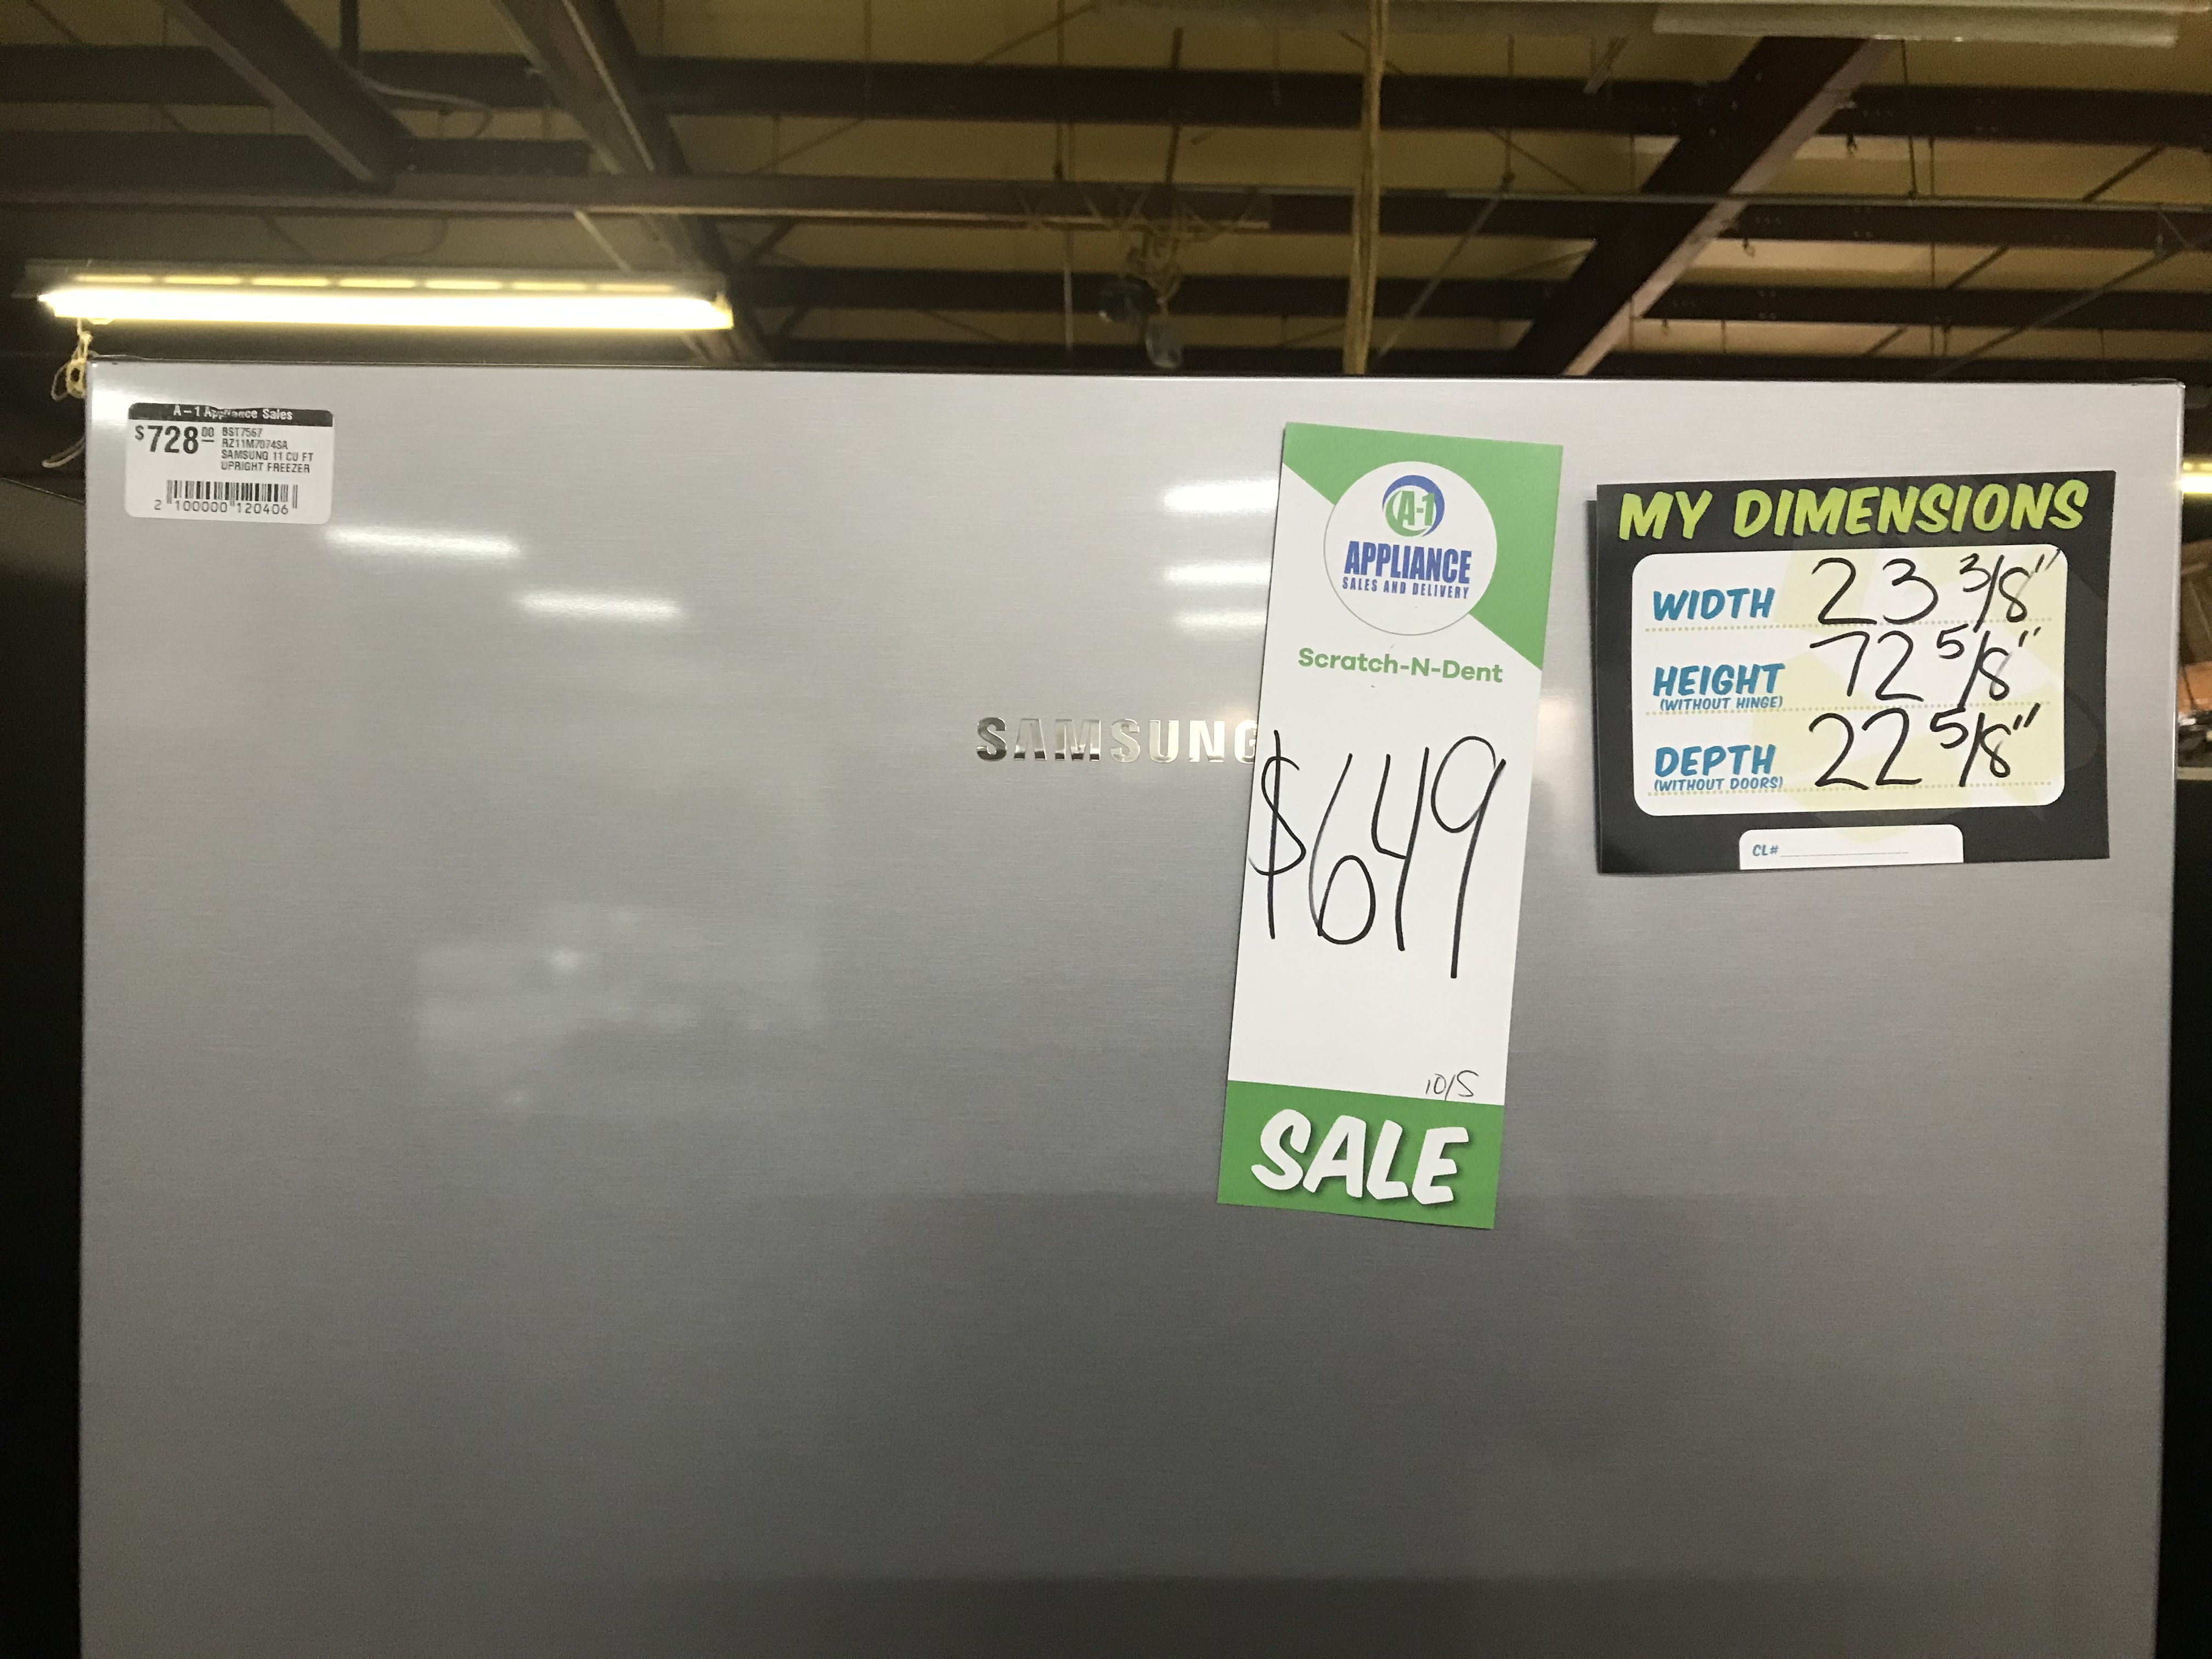 A-1 Appliance Sales
$728.00
BST7567
RZ11M7074SA
SAMSUNG 11 CU FT
UPRIGHT FREEZER
2 100000 120406
SAMSUNG
A-1
APPLIANCE
SALES AND DELIVERY
Scratch-N-Dent
$649
10/5
SALE
MY DIMENSIONS
WIDTH 23 3/8"
HEIGHT 72 5/8"
(WITHOUT HINGE)
DEPTH 22 5/8"
(WITHOUT DOORS)
CL#